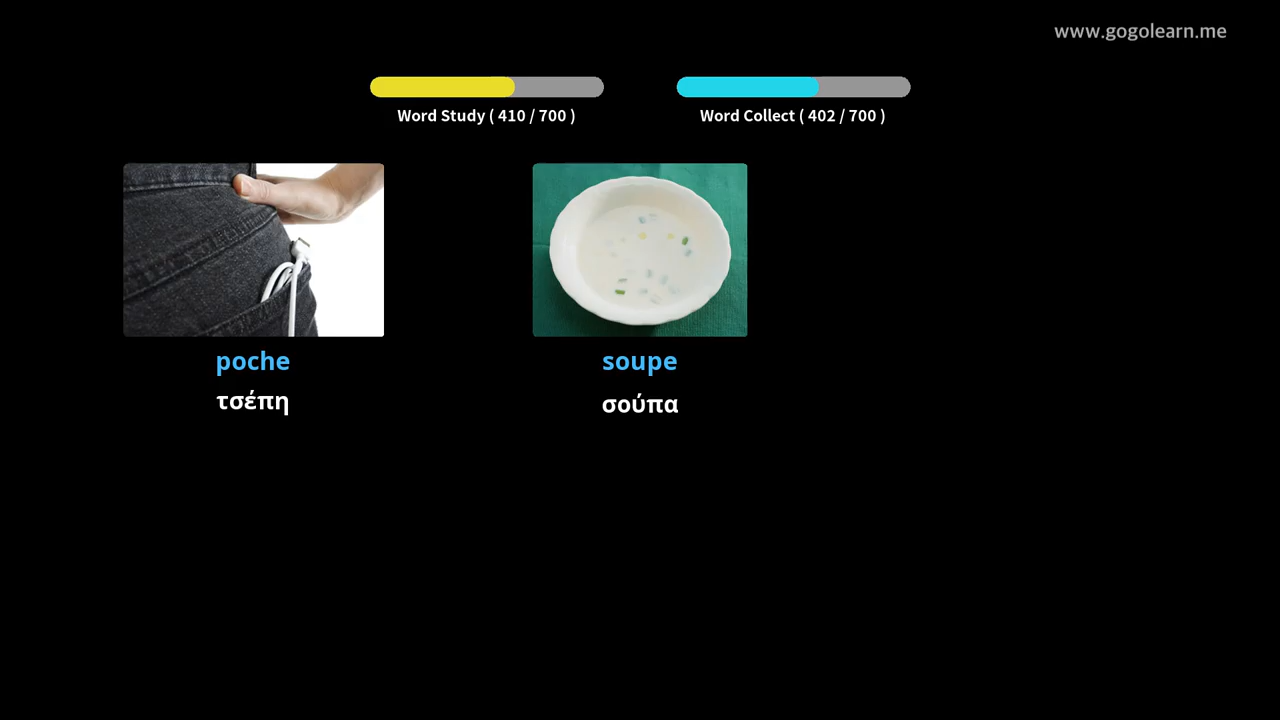 www.gogolearn.me
Word Study ( 410 / 700 )
Word Collect ( 402 / 700 )
poche
τσέπη
soupe
σούπα